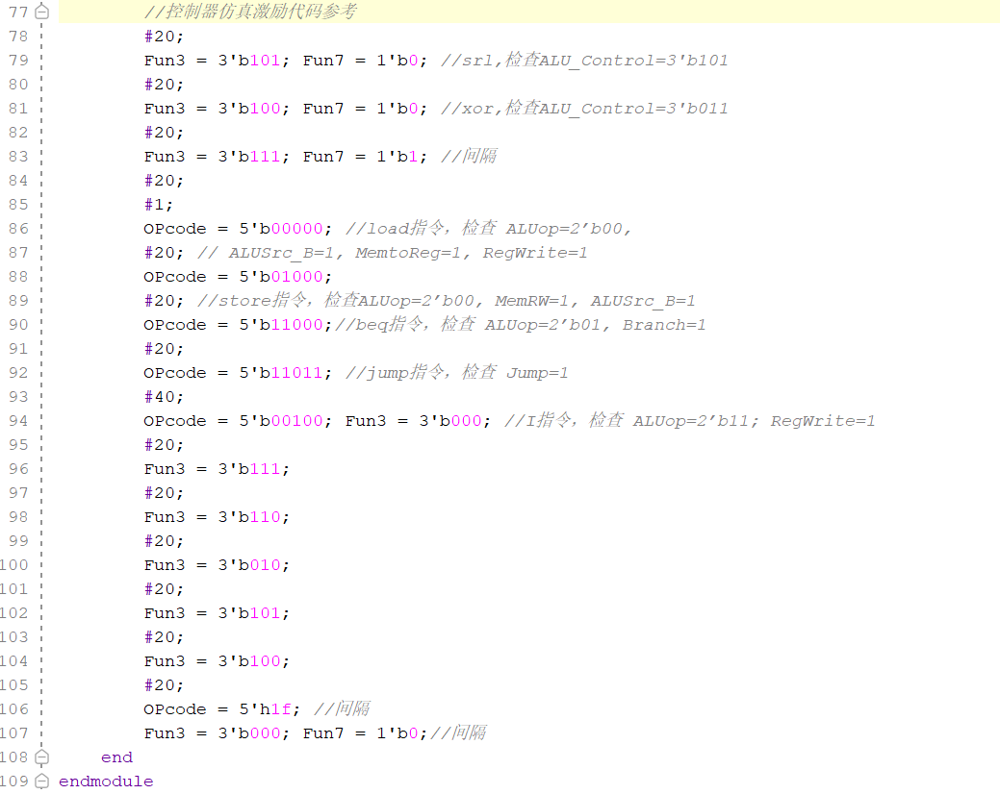 77 //控制器仿真激励代码参考
78 #20;
79 Fun3 = 3'b101; Fun7 = 1'b0; //srl,检查ALU_Control=3'b101
80 #20;
81 Fun3 = 3'b100; Fun7 = 1'b0; //xor,检查ALU_Control=3'b011
82 #20;
83 Fun3 = 3'b111; Fun7 = 1'b1; //间隔
84 #20;
85 #1;
86 OPcode = 5'b00000; //load指令，检查 ALUop=2’b00,
87 #20; // ALUSrc_B=1, MemtoReg=1, RegWrite=1
88 OPcode = 5'b01000;
89 #20; //store指令，检查ALUop=2’b00, MemRW=1, ALUSrc_B=1
90 OPcode = 5'b11000;//beq指令，检查 ALUop=2’b01, Branch=1
91 #20;
92 OPcode = 5'b11011; //jump指令，检查 Jump=1
93 #40;
94 OPcode = 5'b00100; Fun3 = 3'b000; //I指令，检查 ALUop=2’b11; RegWrite=1
95 #20;
96 Fun3 = 3'b111;
97 #20;
98 Fun3 = 3'b110;
99 #20;
100 Fun3 = 3'b010;
101 #20;
102 Fun3 = 3'b101;
103 #20;
104 Fun3 = 3'b100;
105 #20;
106 OPcode = 5'h1f; //间隔
107 Fun3 = 3'b000; Fun7 = 1'b0;//间隔
108 end
109 endmodule